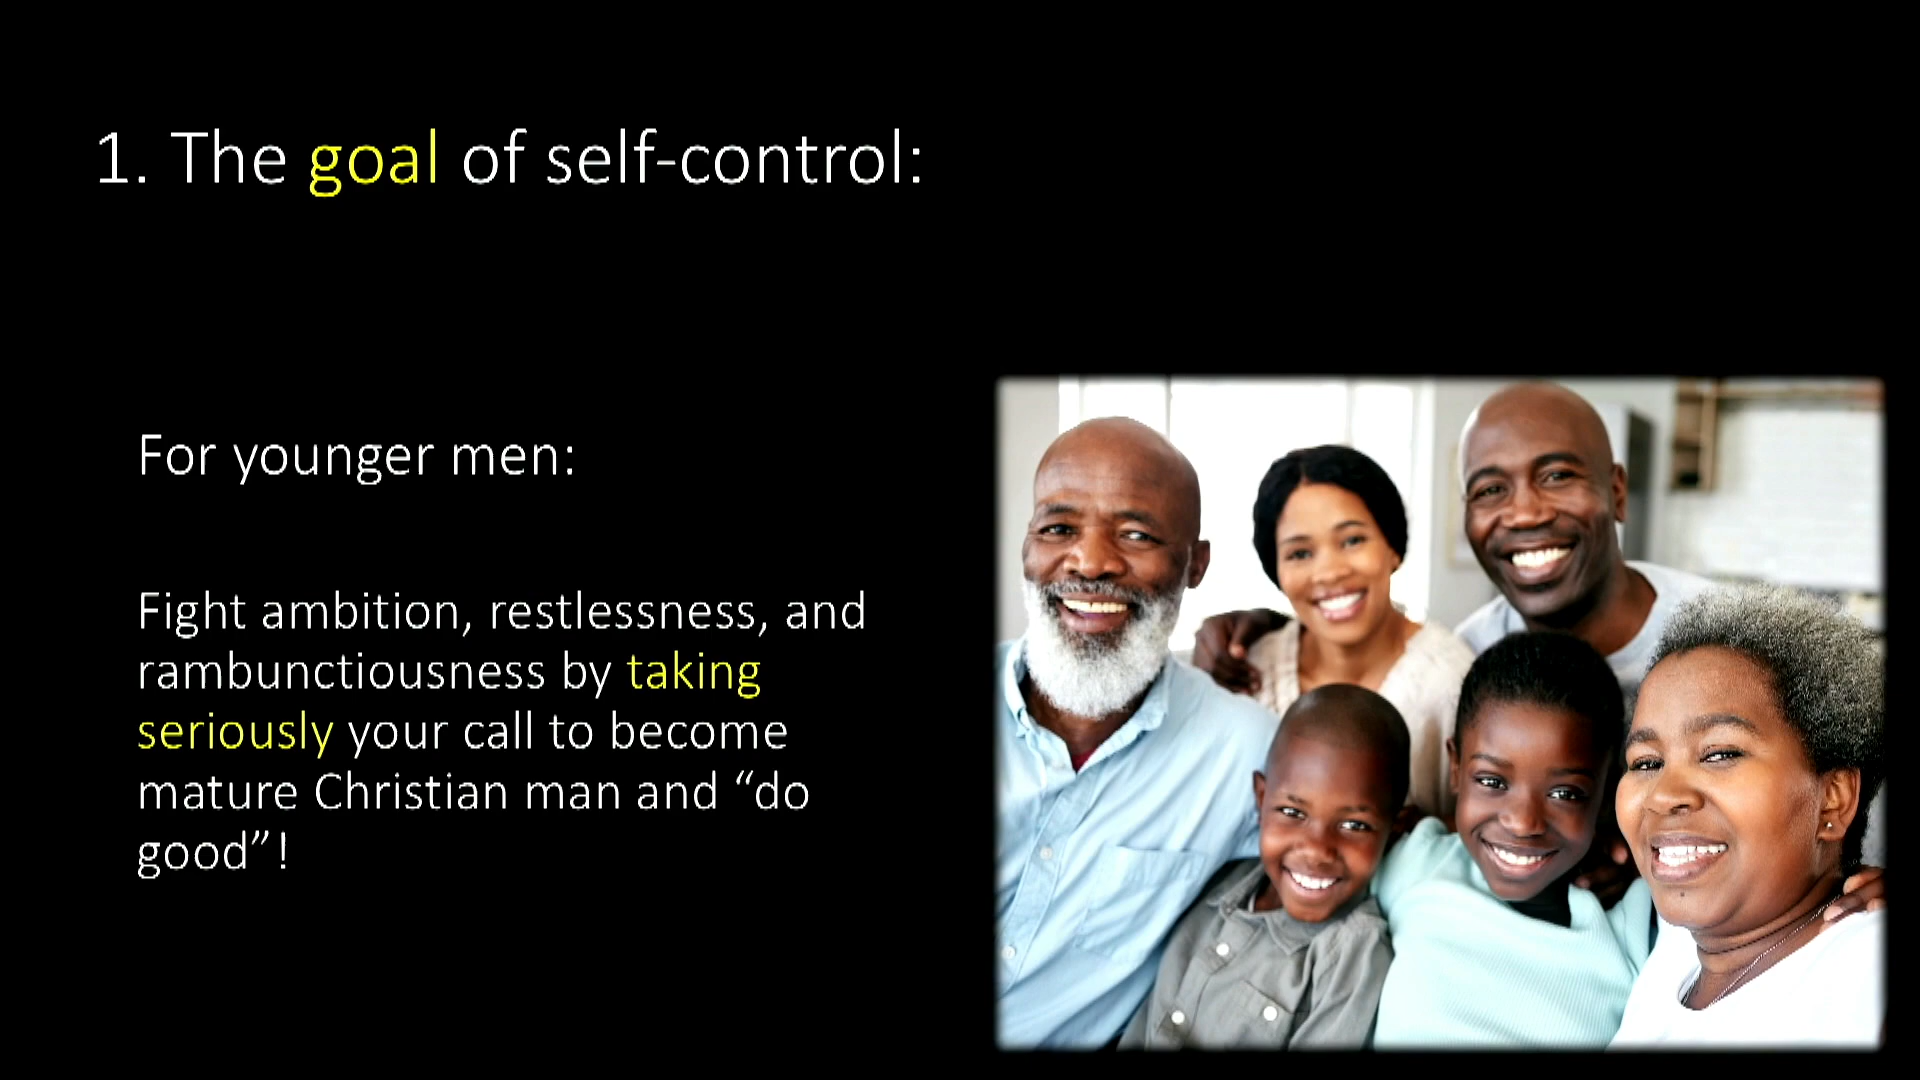 1. The goal of self-control:
For younger men:
Fight ambition, restlessness, and
rambunctiousness by taking
seriously your call to become
mature Christian man and “do
good”!